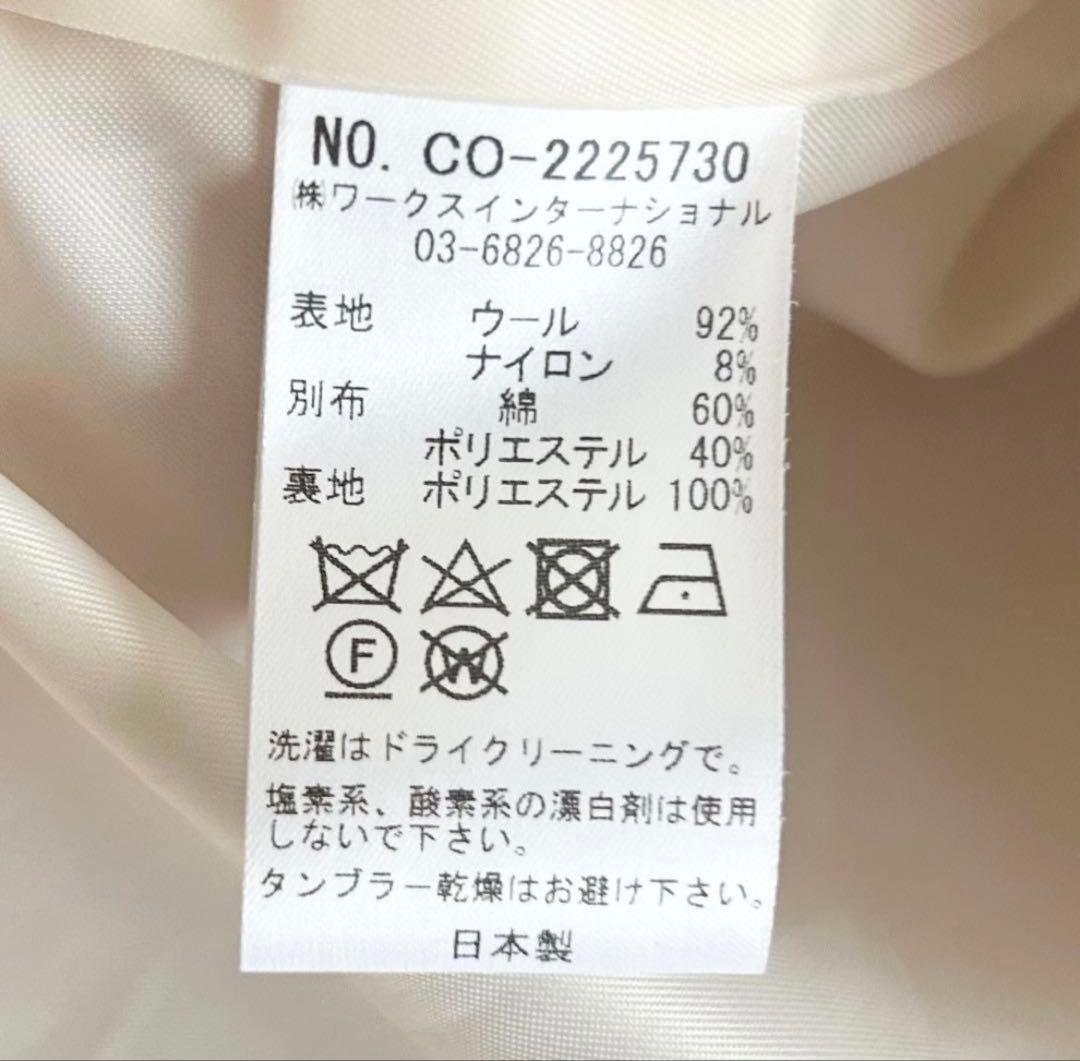 NO. CO-2225730
㈱ワークスインターナショナル
03-6826-8826
表地 ウール 92%
ナイロン 8%
別布 綿 60%
ポリエステル 40%
裏地 ポリエステル 100%
F W
洗濯はドライクリーニングで。
塩素系、酸素系の漂白剤は使用
しないで下さい。
タンブラー乾燥はお避け下さい。
日本製